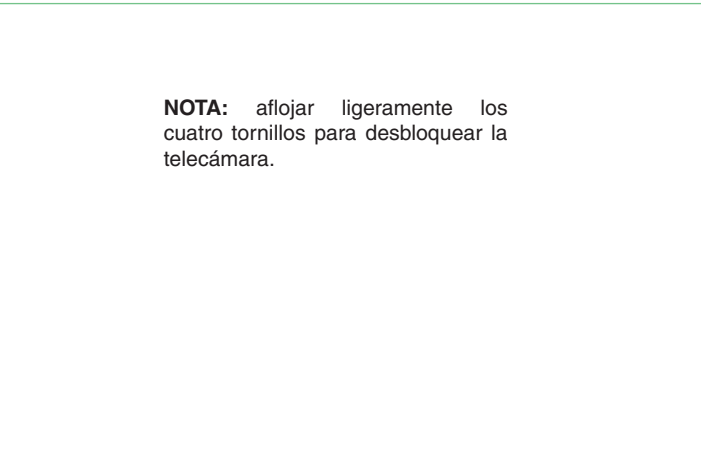 NOTA: aflojar ligeramente los
cuatro tornillos para desbloquear la
telecámara.